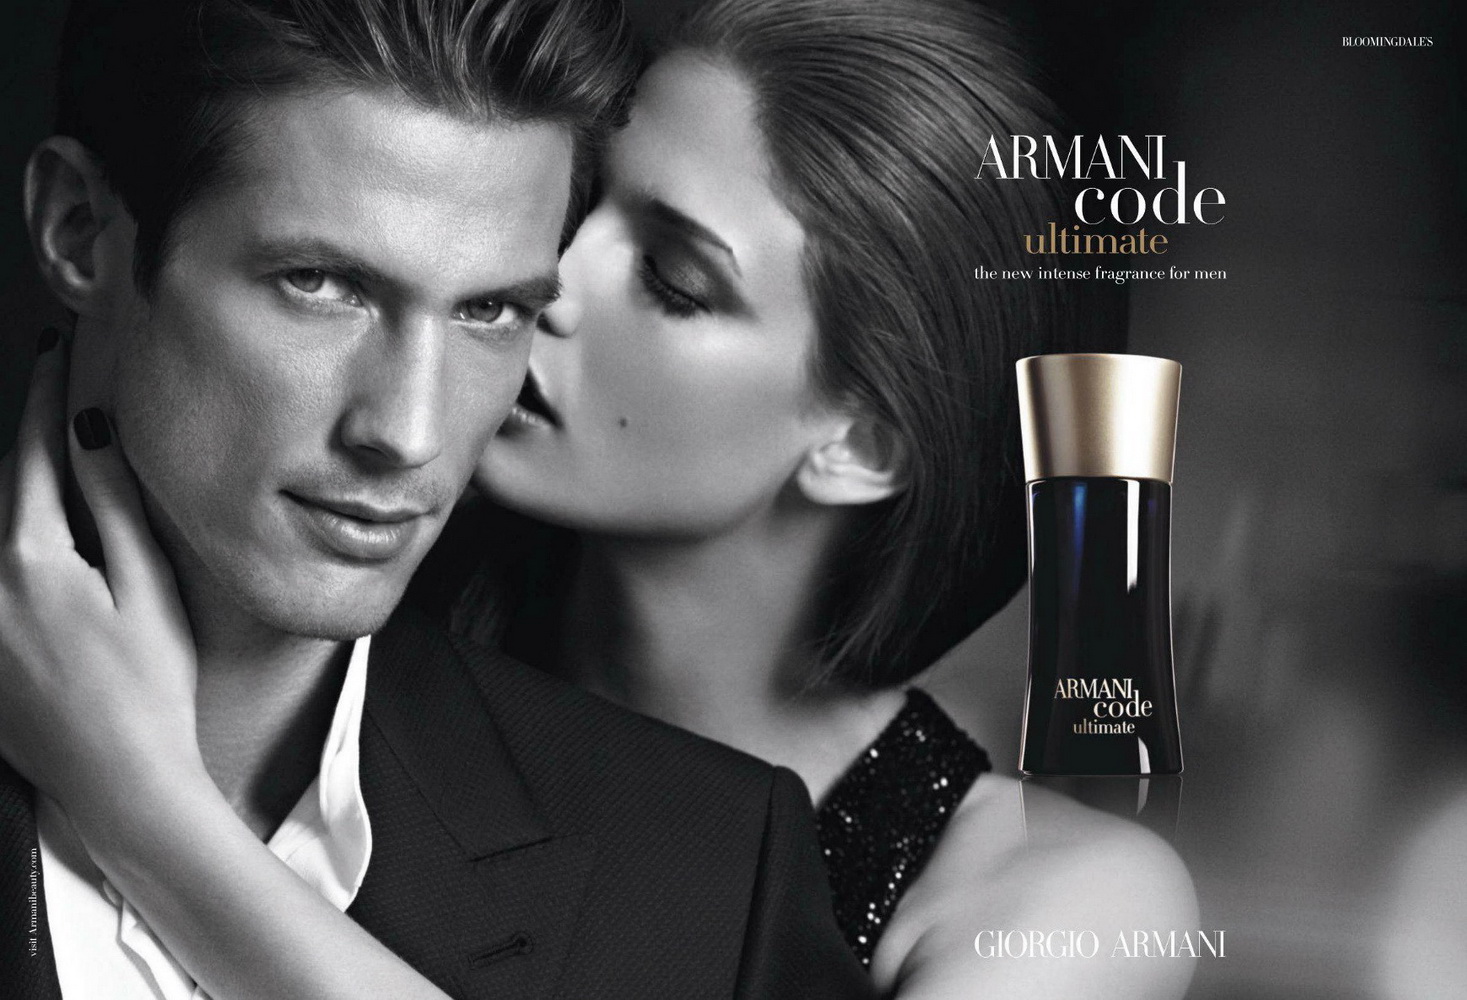 BLOOMINGDALE'S
ARMANI
code
ultimate
the new intense fragrance for men
ARMANI
code
ultimate
GIORGIO ARMANI
visit Armanibeauty.com